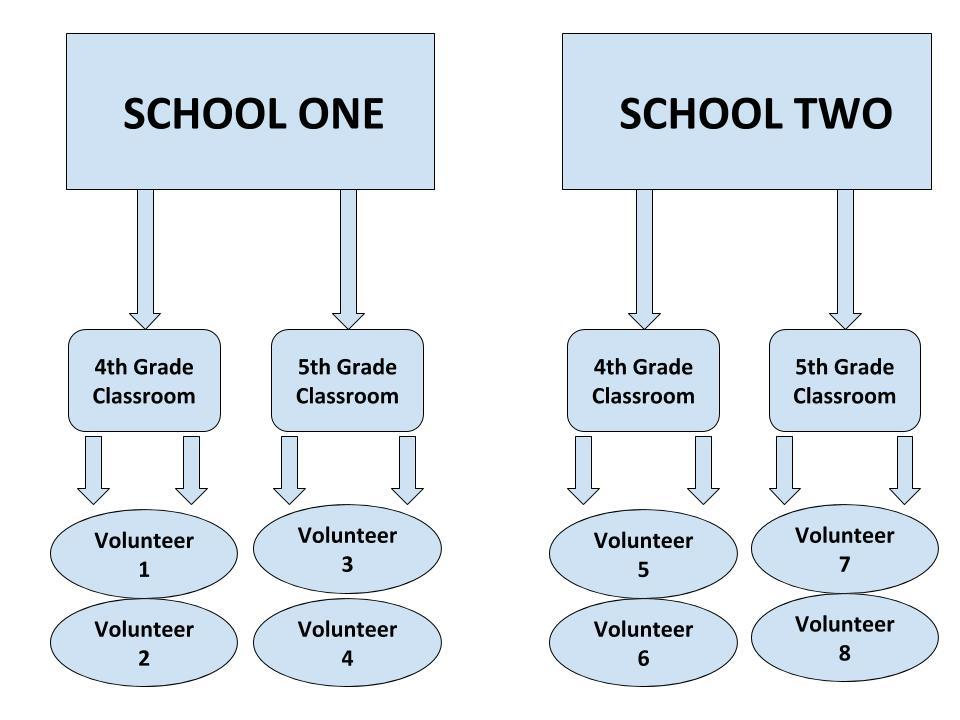 SCHOOL ONE
SCHOOL TWO
4th Grade
Classroom
5th Grade
Classroom
4th Grade
Classroom
5th Grade
Classroom
Volunteer
1
Volunteer
3
Volunteer
5
Volunteer
7
Volunteer
2
Volunteer
4
Volunteer
6
Volunteer
8